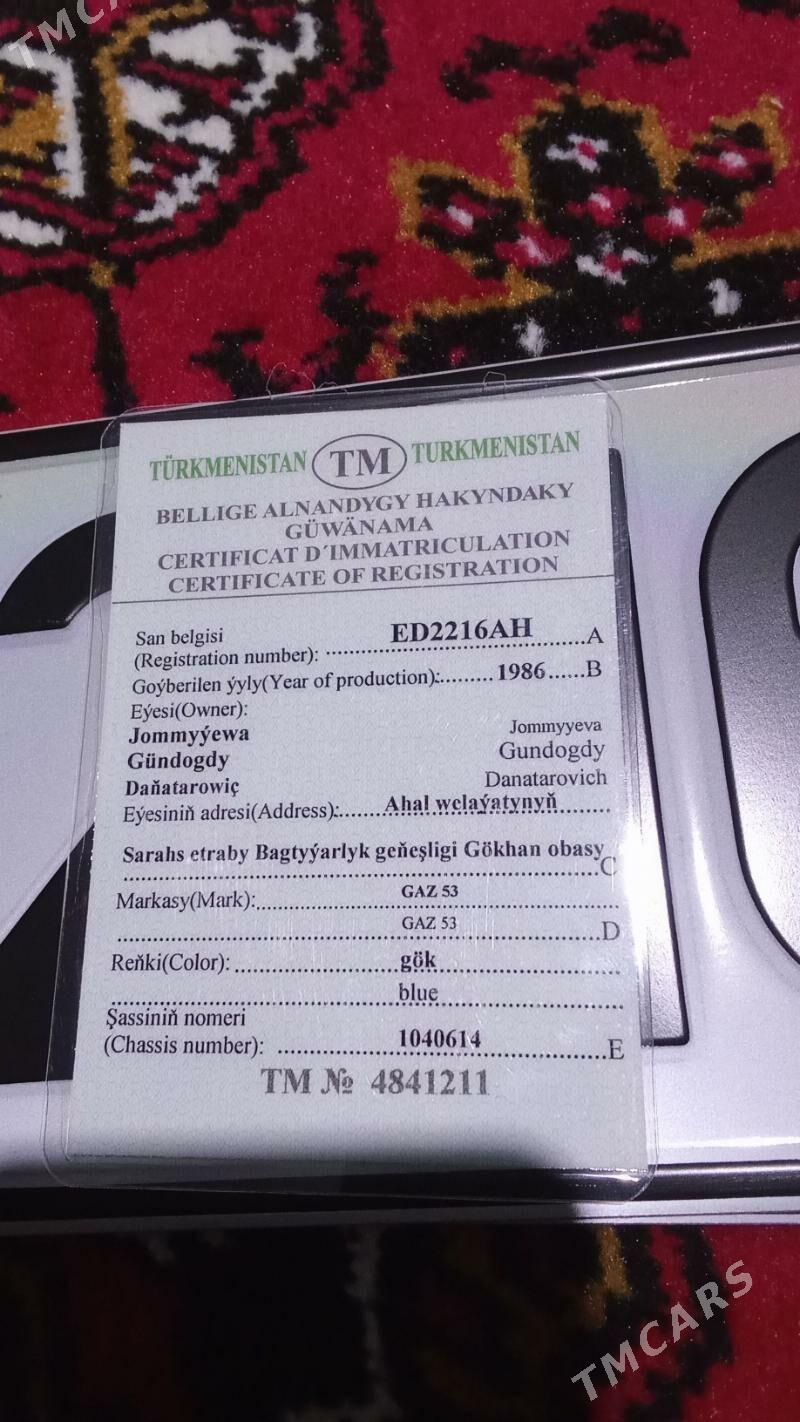 TMCA
TÜRKMENISTAN TM TURKMENISTAN
BELLIGE ALNANDYGY HAKYNDAKY
GÜWÄNAMA
CERTIFICAT D´IMMATRICULATION
CERTIFICATE OF REGISTRATION
San belgisi
(Registration number): ........ED2216AH........A
Goýberilen ýyly(Year of production):.........1986......B
Eýesi(Owner):
Jommyýewa Jommyyeva
Gündogdy Gundogdy
Daňatarowiç Danatarovich
Eýesiniň adresi(Address):......Ahal welaýatynyň........
Sarahs etraby Bagtyýarlyk geňeşligi Gökhan obasy
C
Markasy(Mark):........GAZ 53........
GAZ 53........D
Reňki(Color):........gök........
blue
Şassiniň nomeri
(Chassis number): ........1040614........E
TM № 4841211
TMCARS